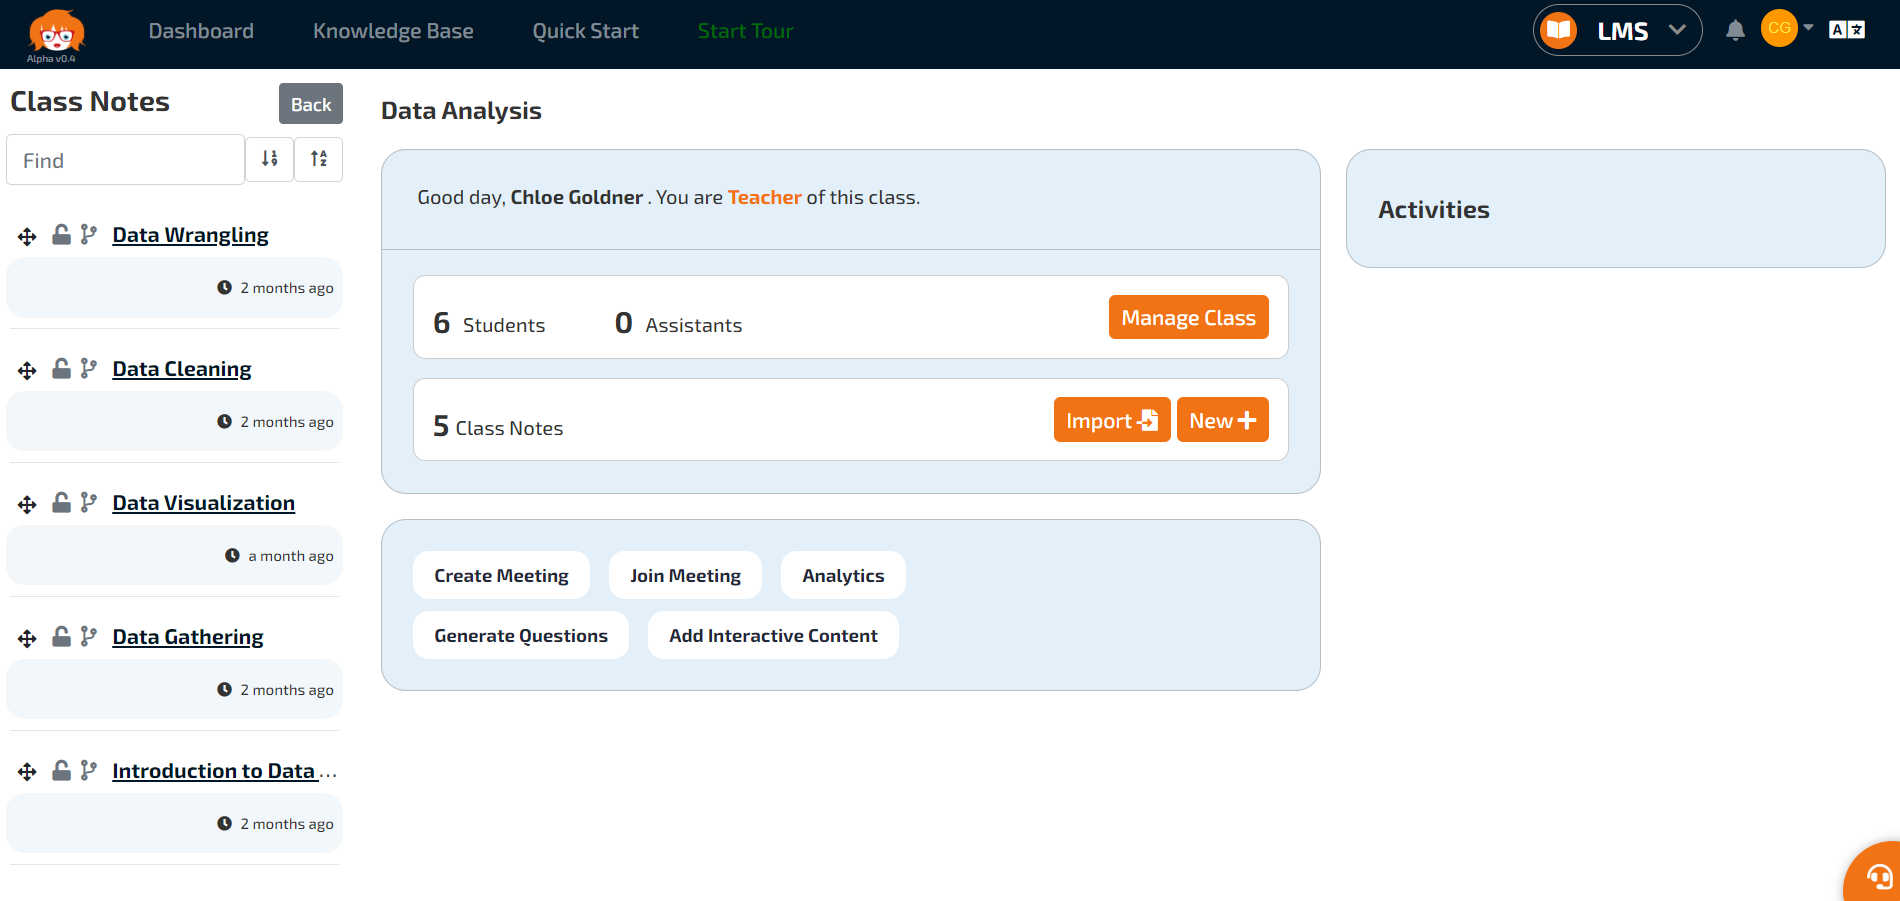 Alpha v0.4
Dashboard
Knowledge Base
Quick Start
Start Tour
LMS
CG
A
Class Notes
Back
Find
Data Wrangling
2 months ago
Data Cleaning
2 months ago
Data Visualization
a month ago
Data Gathering
2 months ago
Introduction to Data ...
2 months ago
Data Analysis
Good day, Chloe Goldner . You are Teacher of this class.
6 Students
0 Assistants
Manage Class
5 Class Notes
Import
New
Create Meeting
Join Meeting
Analytics
Generate Questions
Add Interactive Content
Activities